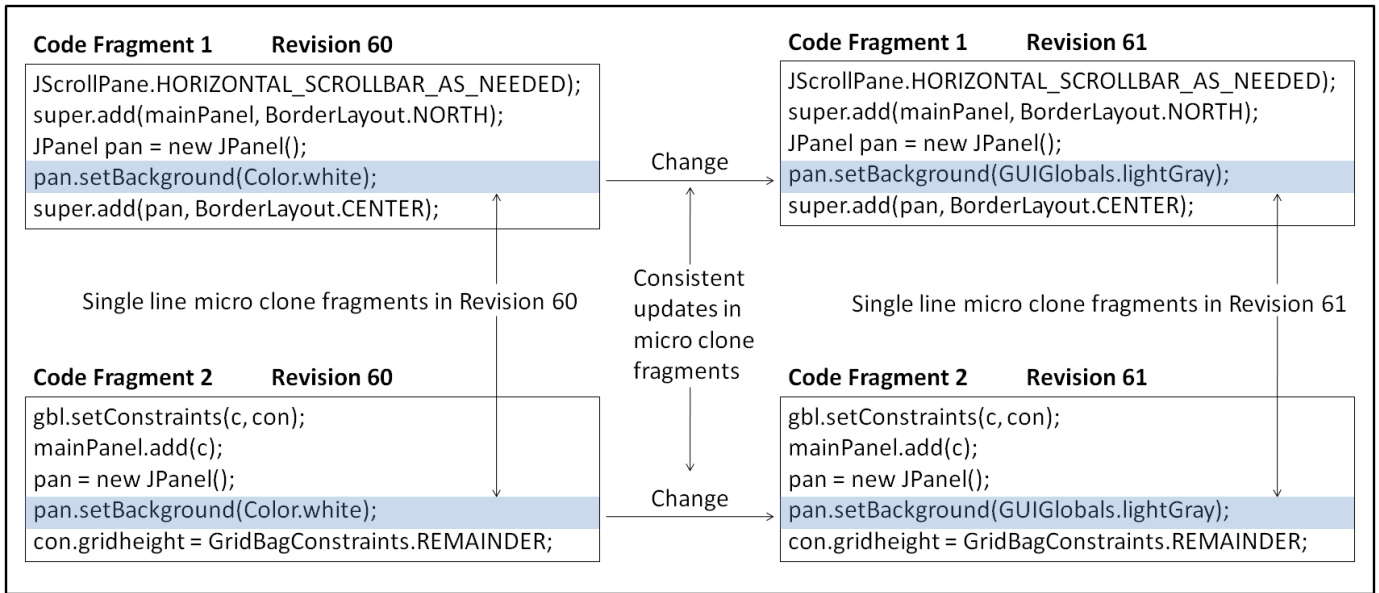 Code Fragment 1 Revision 60
JScrollPane.HORIZONTAL_SCROLLBAR_AS_NEEDED);
super.add(mainPanel, BorderLayout.NORTH);
JPanel pan = new JPanel();
pan.setBackground(Color.white);
super.add(pan, BorderLayout.CENTER);
Change
Code Fragment 1 Revision 61
JScrollPane.HORIZONTAL_SCROLLBAR_AS_NEEDED);
super.add(mainPanel, BorderLayout.NORTH);
JPanel pan = new JPanel();
pan.setBackground(GUIGlobals.lightGray);
super.add(pan, BorderLayout.CENTER);
Single line micro clone fragments in Revision 60
Consistent
updates in
micro clone
fragments
Single line micro clone fragments in Revision 61
Code Fragment 2 Revision 60
gbl.setConstraints(c, con);
mainPanel.add(c);
pan = new JPanel();
pan.setBackground(Color.white);
con.gridheight = GridBagConstraints.REMAINDER;
Change
Code Fragment 2 Revision 61
gbl.setConstraints(c, con);
mainPanel.add(c);
pan = new JPanel();
pan.setBackground(GUIGlobals.lightGray);
con.gridheight = GridBagConstraints.REMAINDER;